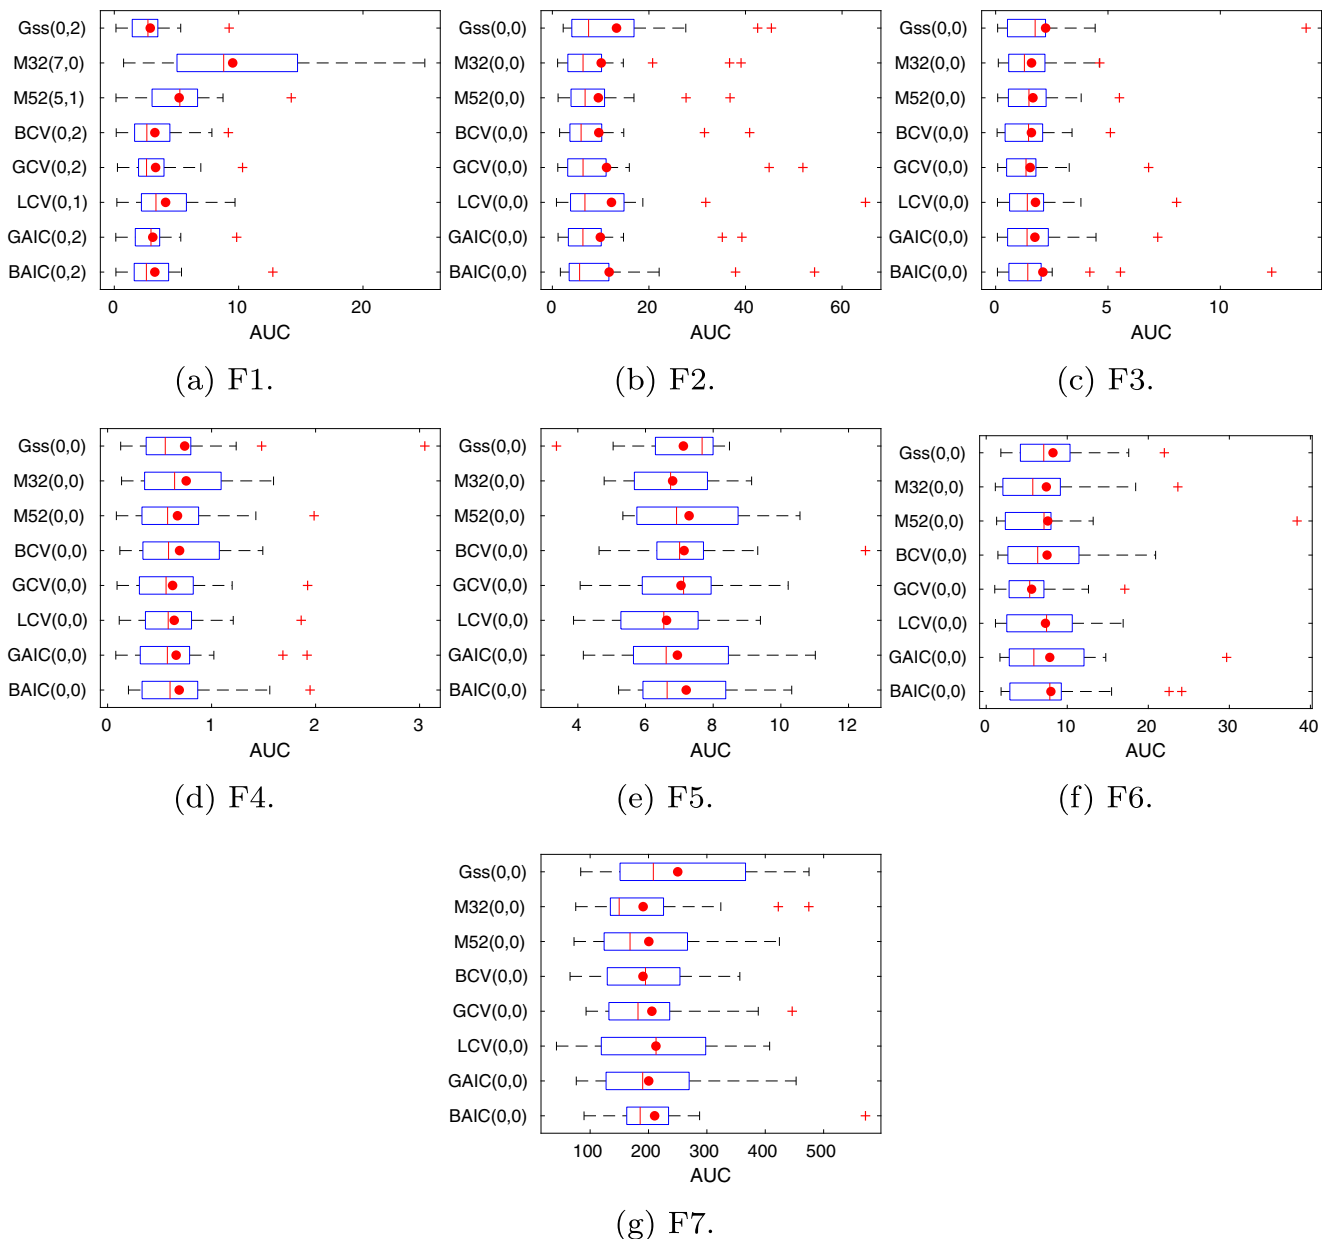 Gss(0,2)
M32(7,0)
M52(5,1)
BCV(0,2)
GCV(0,2)
LCV(0,1)
GAIC(0,2)
BAIC(0,2)
0 10 20
AUC
(a) F1.
Gss(0,0)
M32(0,0)
M52(0,0)
BCV(0,0)
GCV(0,0)
LCV(0,0)
GAIC(0,0)
BAIC(0,0)
0 20 40 60
AUC
(b) F2.
Gss(0,0)
M32(0,0)
M52(0,0)
BCV(0,0)
GCV(0,0)
LCV(0,0)
GAIC(0,0)
BAIC(0,0)
0 5 10
AUC
(c) F3.
Gss(0,0)
M32(0,0)
M52(0,0)
BCV(0,0)
GCV(0,0)
LCV(0,0)
GAIC(0,0)
BAIC(0,0)
0 1 2 3
AUC
(d) F4.
Gss(0,0)
M32(0,0)
M52(0,0)
BCV(0,0)
GCV(0,0)
LCV(0,0)
GAIC(0,0)
BAIC(0,0)
4 6 8 10 12
AUC
(e) F5.
Gss(0,0)
M32(0,0)
M52(0,0)
BCV(0,0)
GCV(0,0)
LCV(0,0)
GAIC(0,0)
BAIC(0,0)
0 10 20 30 40
AUC
(f) F6.
Gss(0,0)
M32(0,0)
M52(0,0)
BCV(0,0)
GCV(0,0)
LCV(0,0)
GAIC(0,0)
BAIC(0,0)
100 200 300 400 500
AUC
(g) F7.